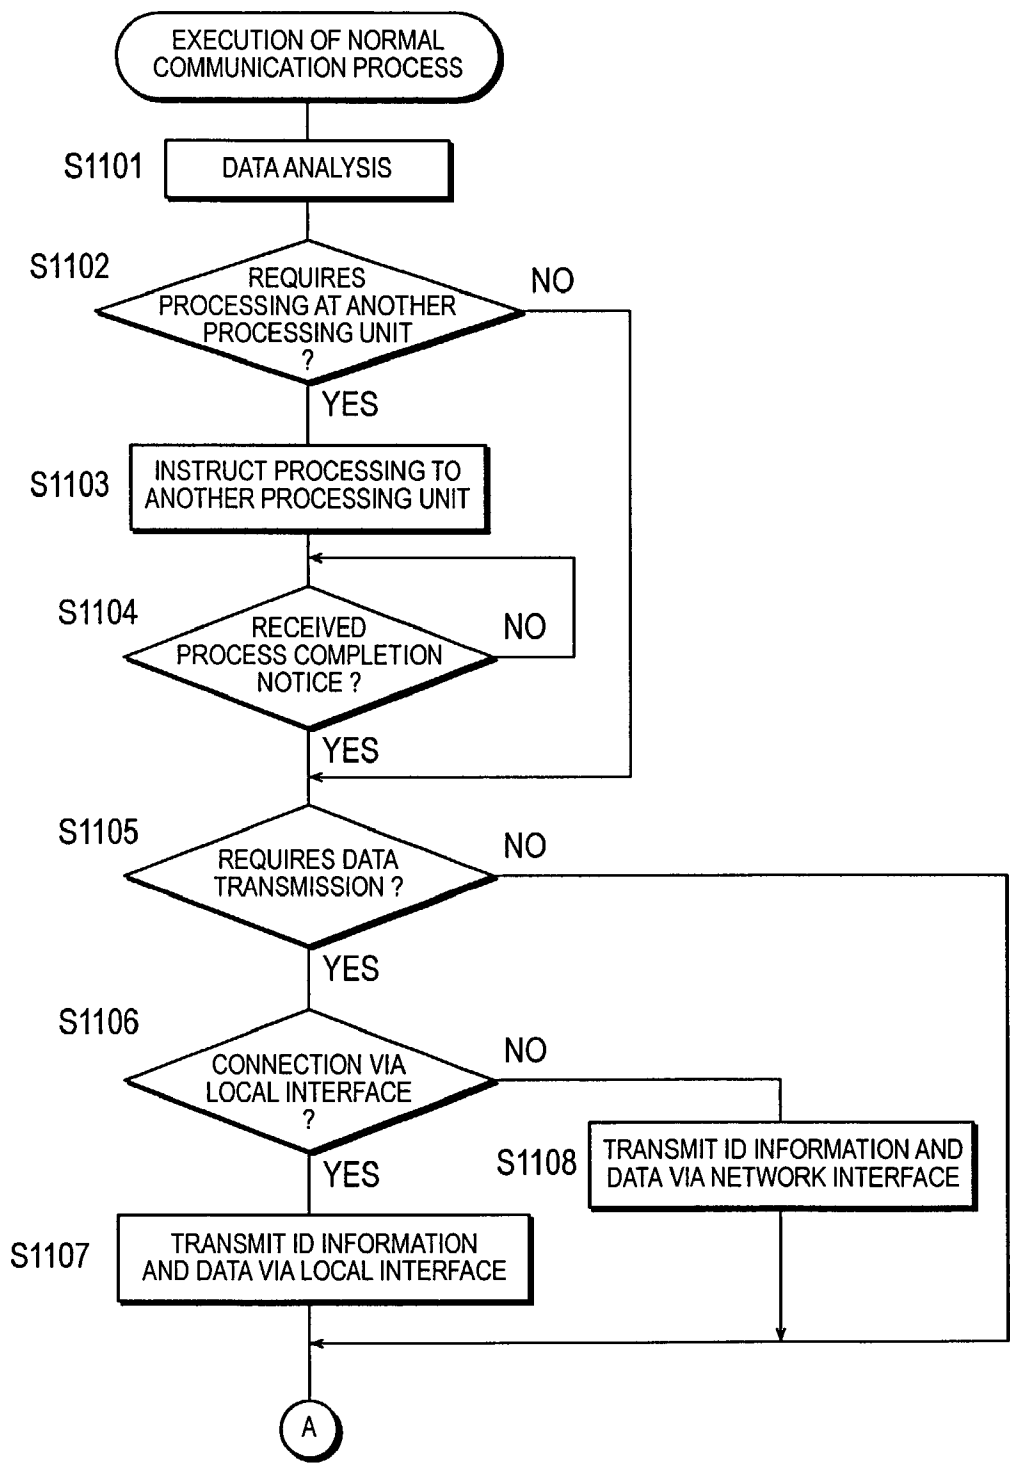 EXECUTION OF NORMAL
COMMUNICATION PROCESS
S1101
DATA ANALYSIS
S1102
REQUIRES
PROCESSING AT ANOTHER
PROCESSING UNIT
?
NO
YES
S1103
INSTRUCT PROCESSING TO
ANOTHER PROCESSING UNIT
S1104
RECEIVED
PROCESS COMPLETION
NOTICE ?
NO
YES
S1105
REQUIRES DATA
TRANSMISSION ?
NO
YES
S1106
CONNECTION VIA
LOCAL INTERFACE
?
NO
YES
S1108
TRANSMIT ID INFORMATION AND
DATA VIA NETWORK INTERFACE
S1107
TRANSMIT ID INFORMATION
AND DATA VIA LOCAL INTERFACE
A